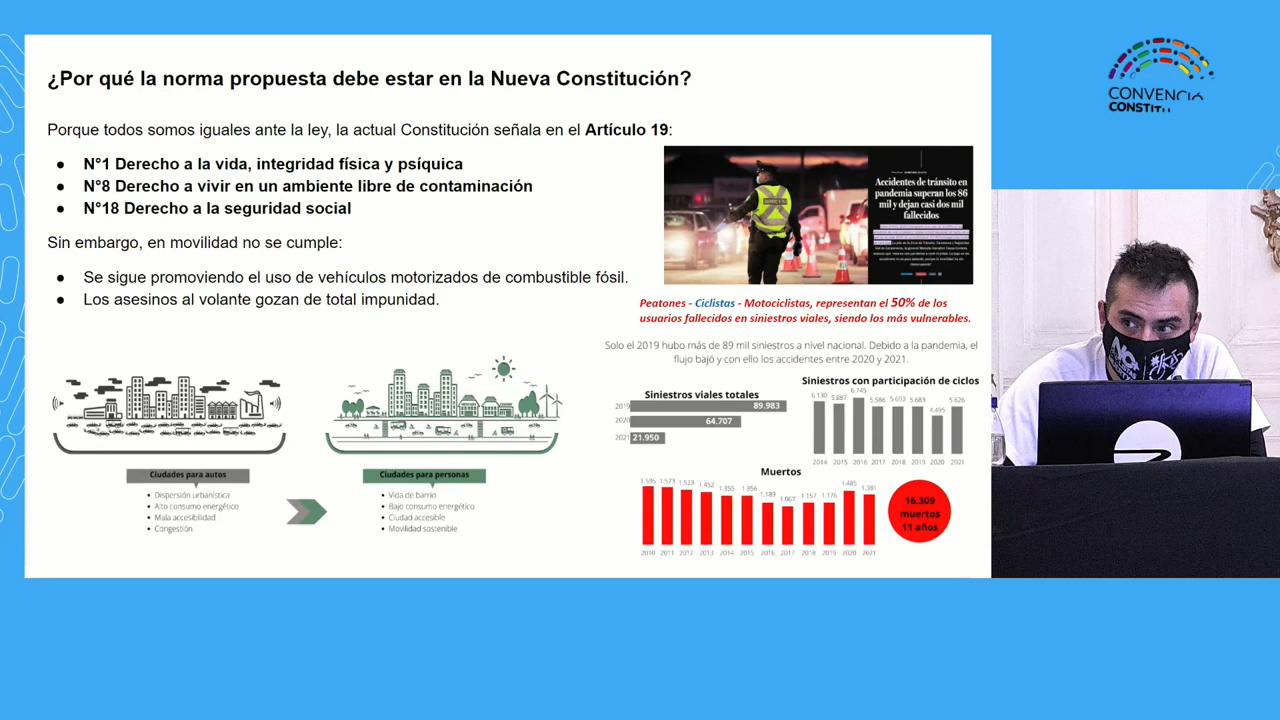 ¿Por qué la norma propuesta debe estar en la Nueva Constitución?
Porque todos somos iguales ante la ley, la actual Constitución señala en el Artículo 19:
● N°1 Derecho a la vida, integridad física y psíquica
● N°8 Derecho a vivir en un ambiente libre de contaminación
● N°18 Derecho a la seguridad social
Sin embargo, en movilidad no se cumple:
● Se sigue promoviendo el uso de vehículos motorizados de combustible fósil.
● Los asesinos al volante gozan de total impunidad.
Accidentes de tránsito en
pandemia superan los 86
mil y dejan casi dos mil
fallecidos
Peatones - Ciclistas - Motociclistas, representan el 50% de los
usuarios fallecidos en siniestros viales, siendo los más vulnerables.
Solo el 2019 hubo más de 89 mil siniestros a nivel nacional. Debido a la pandemia, el
flujo bajó y con ello los accidentes entre 2020 y 2021.
Ciudades para autos
• Dispersión urbanística
• Alto consumo energético
• Mala accesibilidad
• Congestión
Ciudades para personas
• Vida de barrio
• Bajo consumo energético
• Ciudad accesible
• Movilidad sostenible
Siniestros viales totales
2019 89.983
2020 64.707
2021 21.950
Siniestros con participación de ciclos
6.130 5.887 6.745 5.586 5.693 5.683 4.495 5.626
2014 2015 2016 2017 2018 2019 2020 2021
Muertos
1.595 1.573 1.523 1.452 1.355 1.356 1.189 1.067 1.157 1.176 1.485 1.381
2010 2011 2012 2013 2014 2015 2016 2017 2018 2019 2020 2021
16.309
muertos
11 años
CONVENCIÓ
CONSTIT